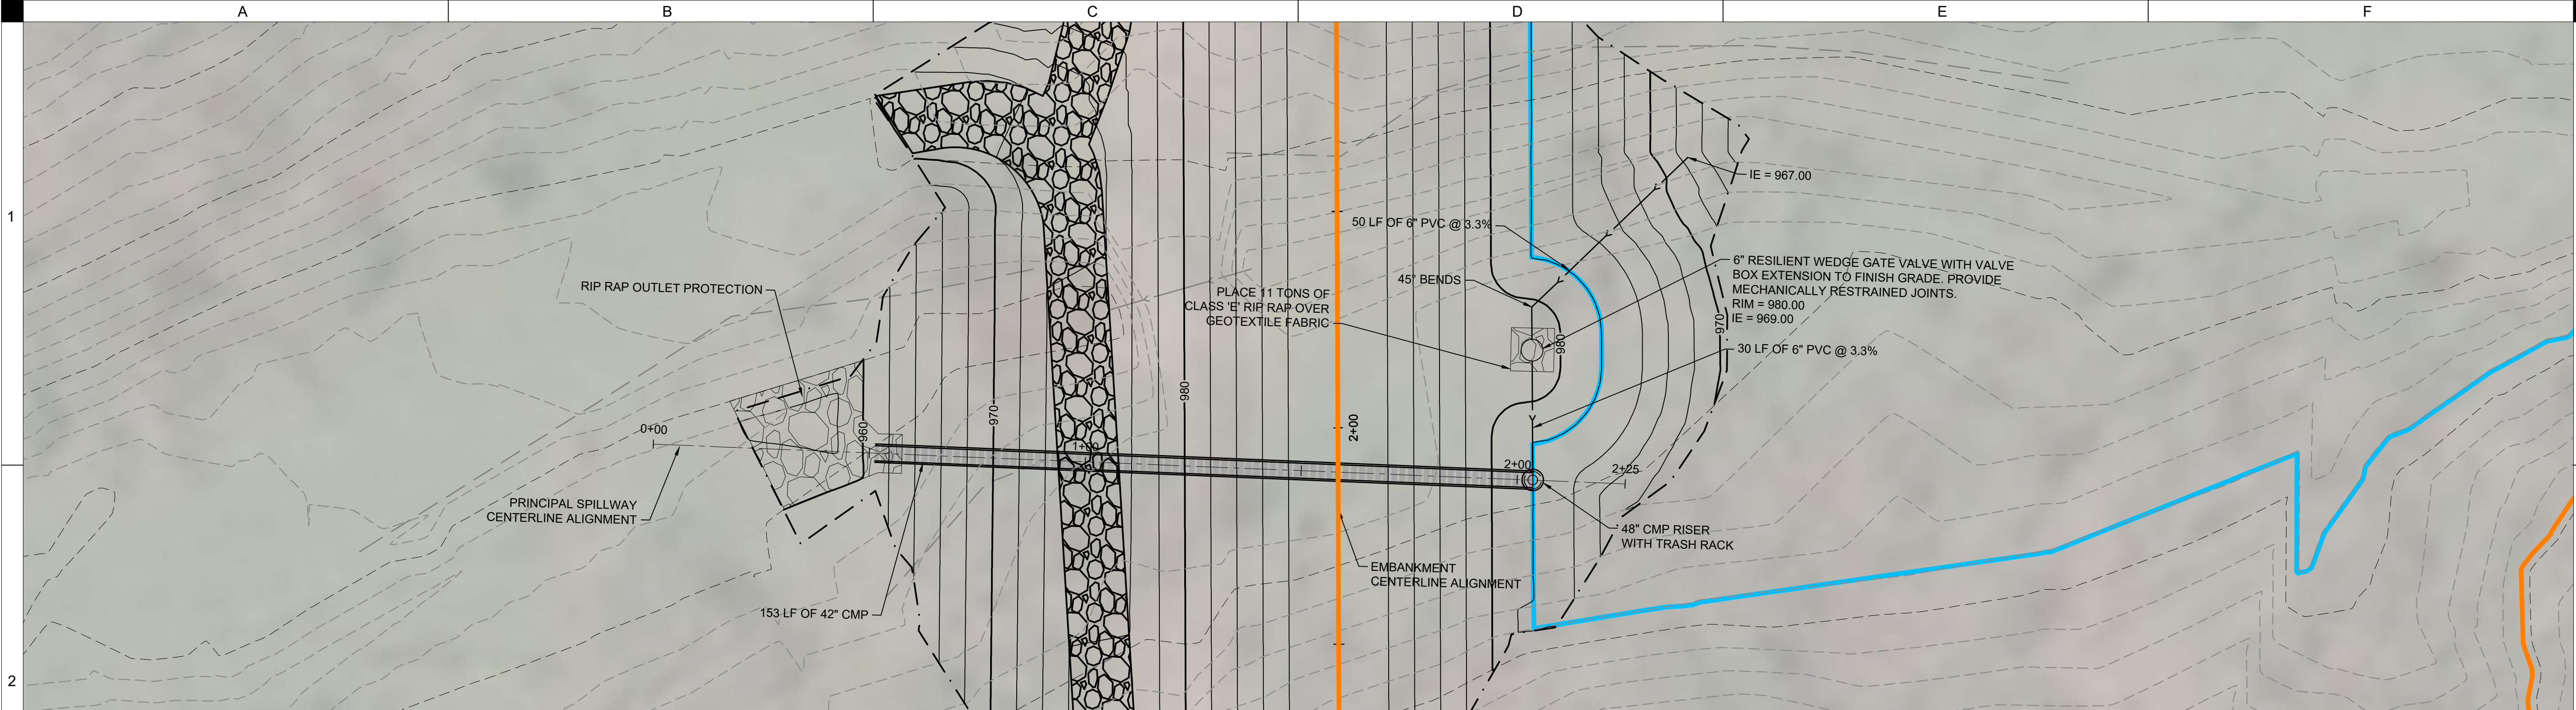 A B C D E F
1
2
RIP RAP OUTLET PROTECTION
0+00
PRINCIPAL SPILLWAY
CENTERLINE ALIGNMENT
153 LF OF 42" CMP
960
970
1+00
980
PLACE 11 TONS OF
CLASS 'E' RIP RAP OVER
GEOTEXTILE FABRIC
2+00
EMBANKMENT
CENTERLINE ALIGNMENT
50 LF OF 6" PVC @ 3.3%
45° BENDS
980
2+00
2+25
48" CMP RISER
WITH TRASH RACK
IE = 967.00
6" RESILIENT WEDGE GATE VALVE WITH VALVE
BOX EXTENSION TO FINISH GRADE. PROVIDE
MECHANICALLY RESTRAINED JOINTS.
RIM = 980.00
IE = 969.00
970
30 LF OF 6" PVC @ 3.3%